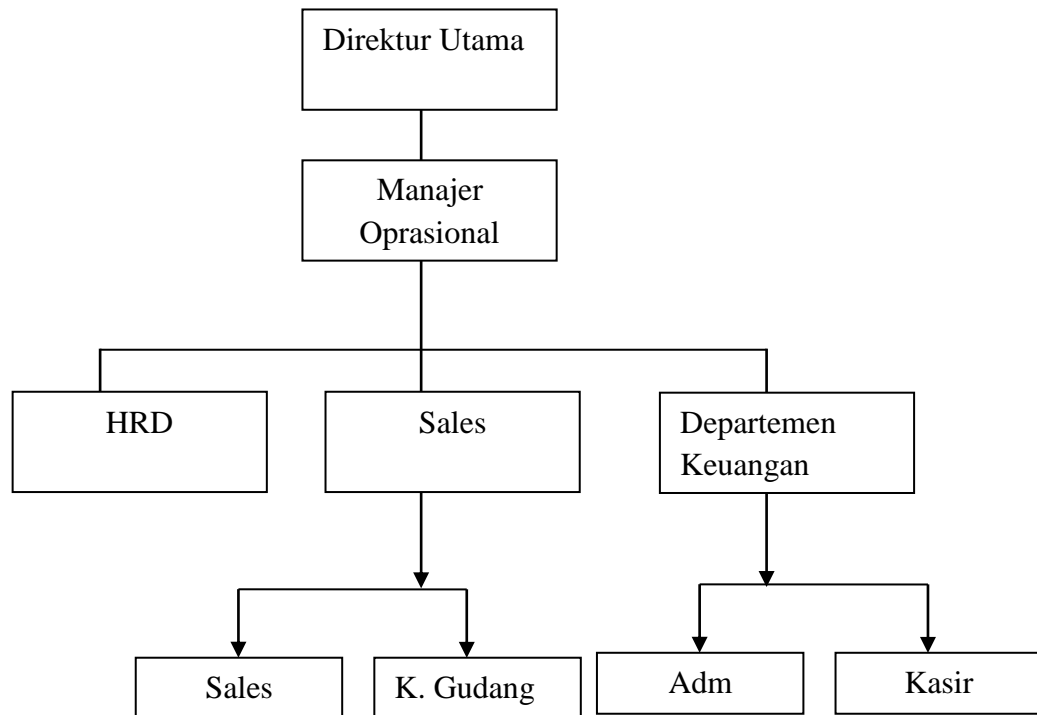 Direktur Utama
Manajer
Oprasional
HRD
Sales
Departemen
Keuangan
Sales
K. Gudang
Adm
Kasir